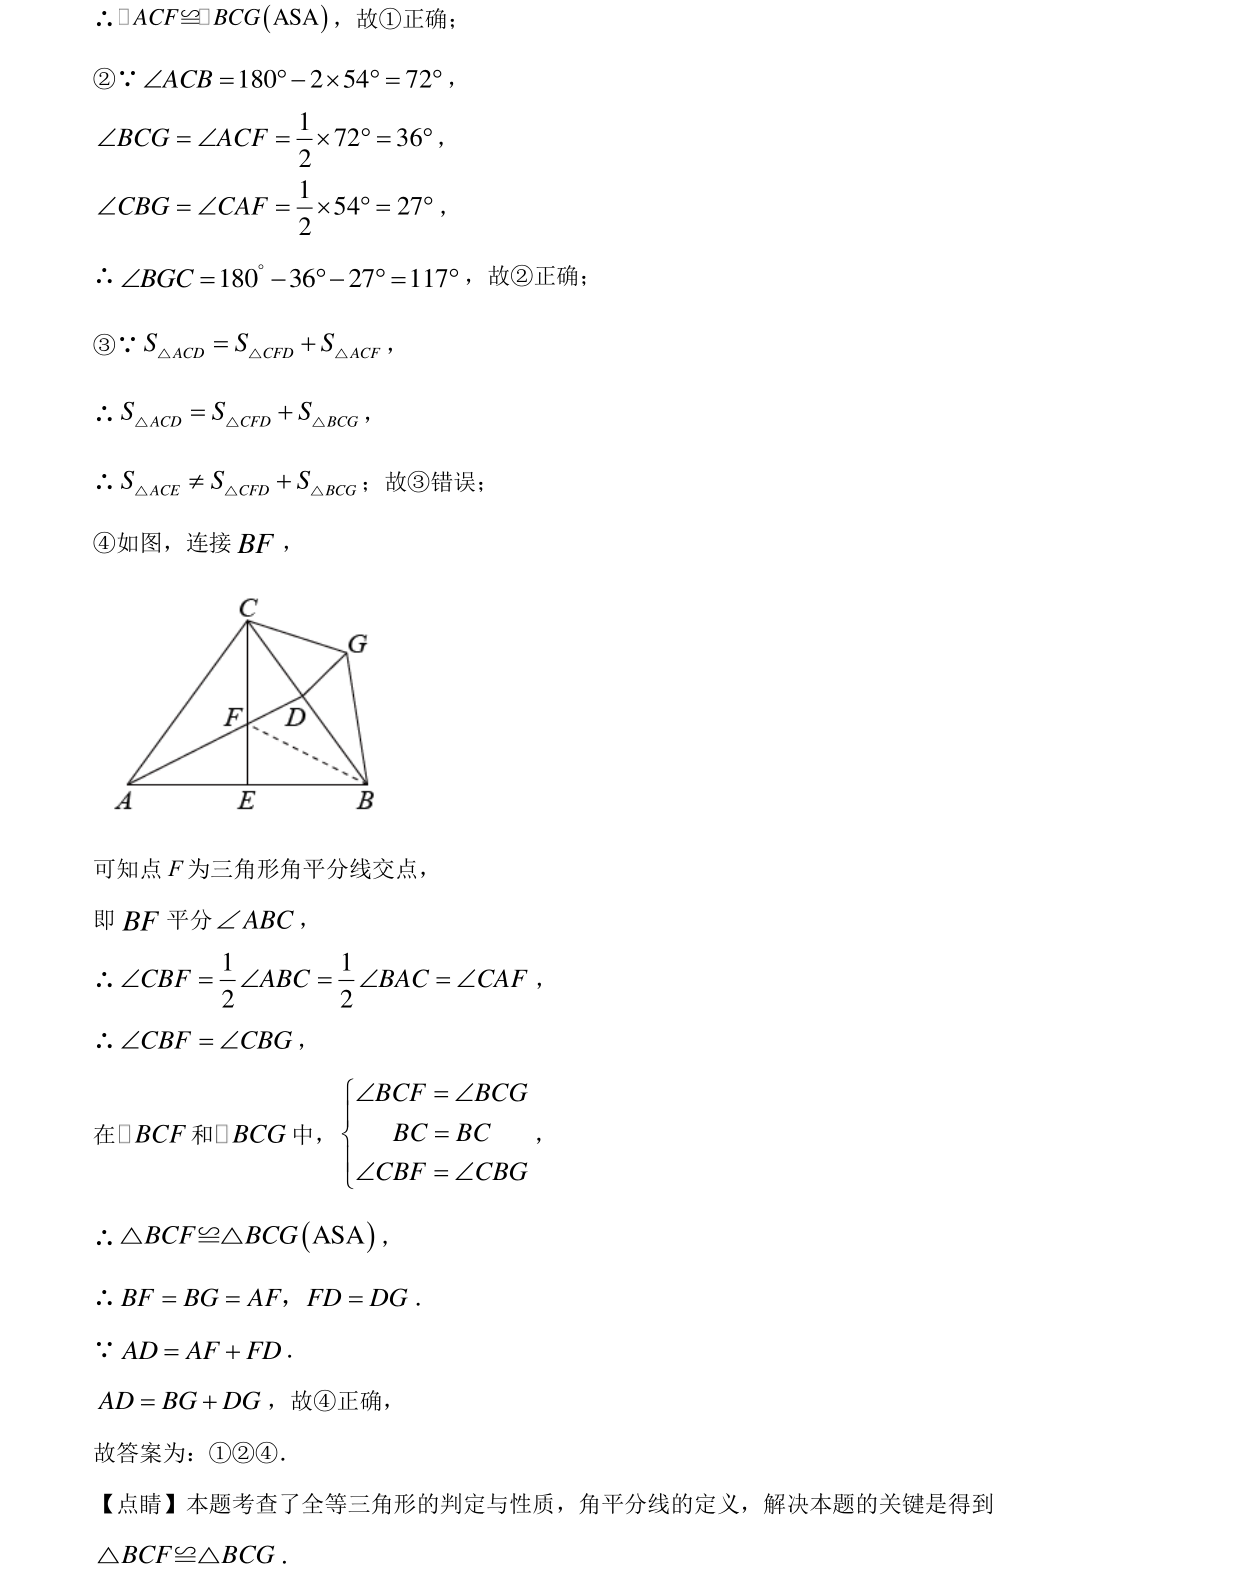 ∴□ACF≌□BCG(ASA)，故①正确；
②∵∠ACB=180°−2×54°=72°，
∠BCG=∠ACF=1/2×72°=36°，
∠CBG=∠CAF=1/2×54°=27°，
∴∠BGC=180°−36°−27°=117°，故②正确；
③∵S△ACD=S△CFD+S△ACF，
∴S△ACD=S△CFD+S△BCG，
∴S△ACE≠S△CFD+S△BCG；故③错误；
④如图，连接BF，
C
G
F D
A E B
可知点F为三角形角平分线交点，
即BF平分∠ABC，
∴∠CBF=1/2∠ABC=1/2∠BAC=∠CAF，
∴∠CBF=∠CBG，
∠BCF=∠BCG
在□BCF和□BCG中，{BC=BC，
∠CBF=∠CBG
∴△BCF≌△BCG(ASA)，
∴BF=BG=AF，FD=DG．
∵AD=AF+FD．
AD=BG+DG，故④正确，
故答案为：①②④．
【点睛】本题考查了全等三角形的判定与性质，角平分线的定义，解决本题的关键是得到
△BCF≌△BCG．